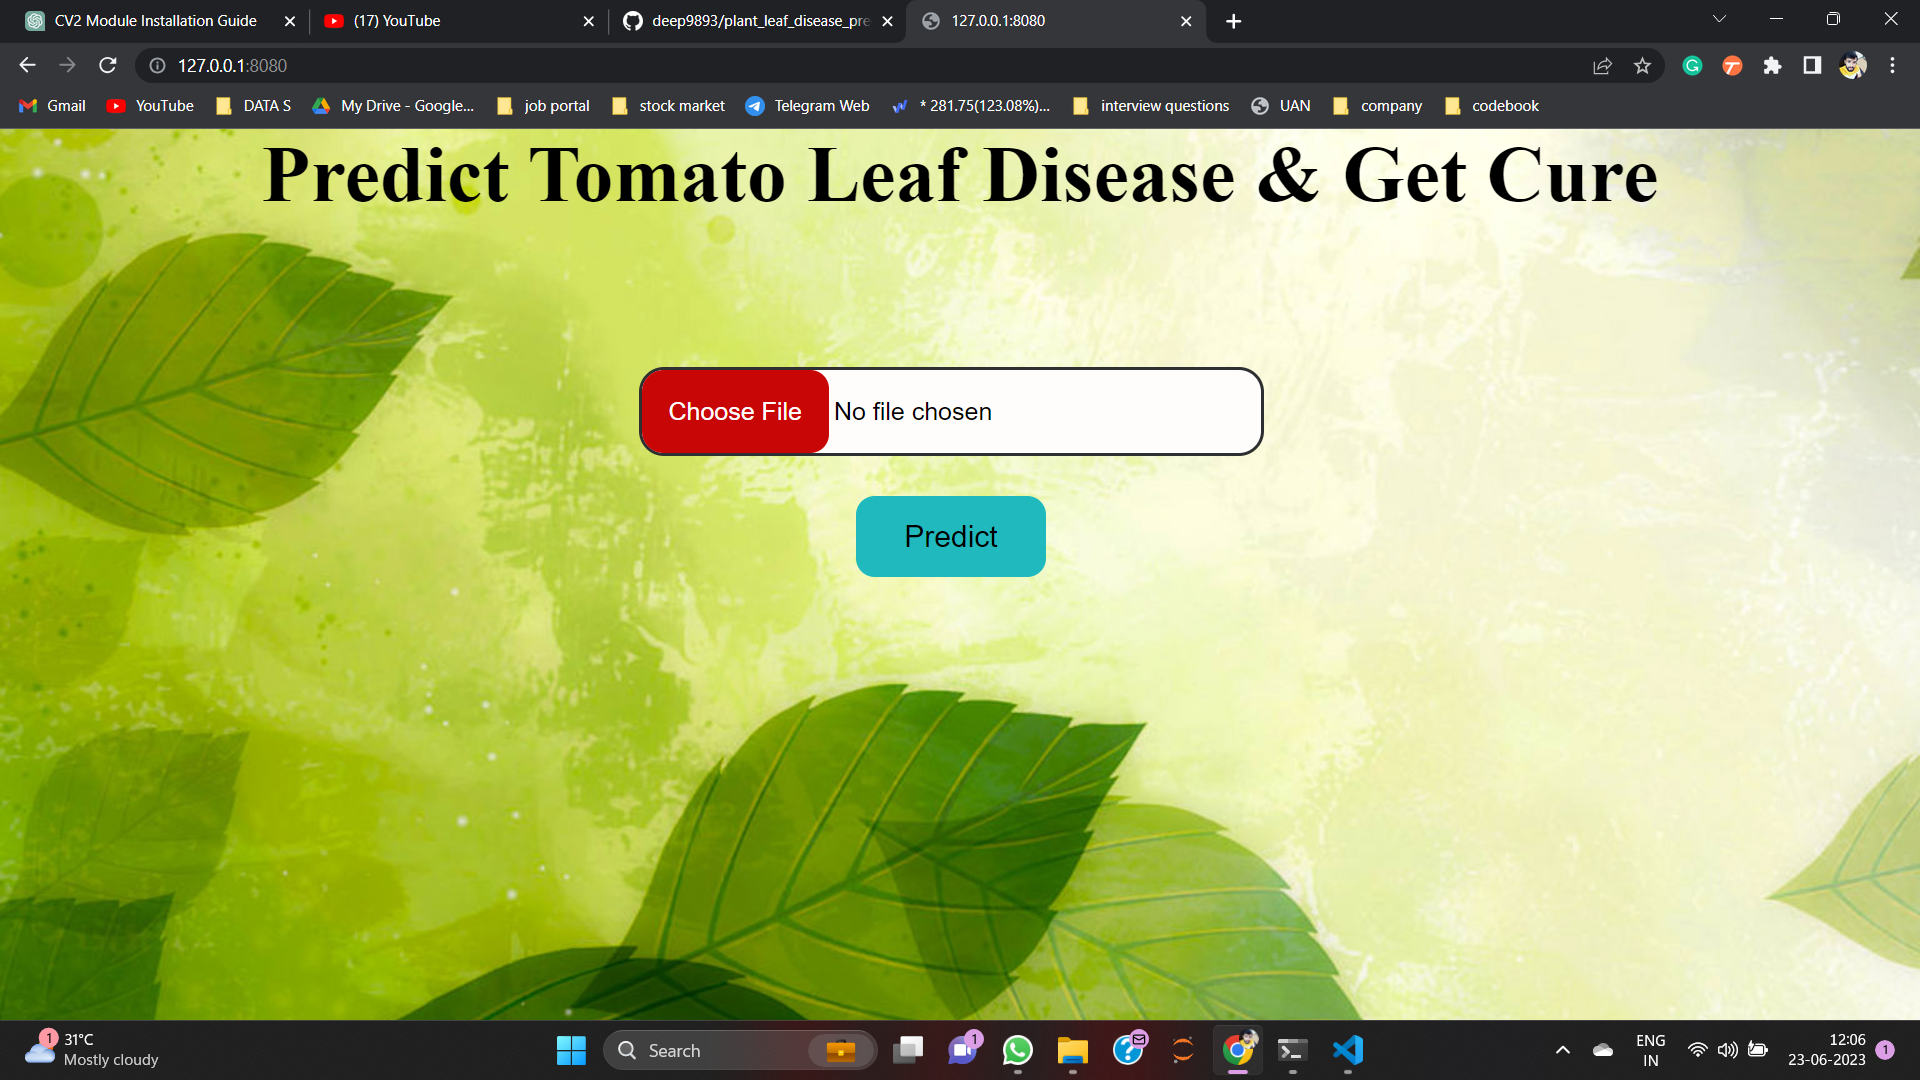 CV2 Module Installation Guide
(17) YouTube
deep9893/plant_leaf_disease_pre
127.0.0.1:8080
127.0.0.1:8080
Gmail YouTube DATA S My Drive - Google... job portal stock market Telegram Web * 281.75(123.08%)... interview questions UAN company codebook
Predict Tomato Leaf Disease & Get Cure
Choose File No file chosen
Predict
1
31°C
Mostly cloudy
Search
1
ENG
IN
12:06
23-06-2023
1